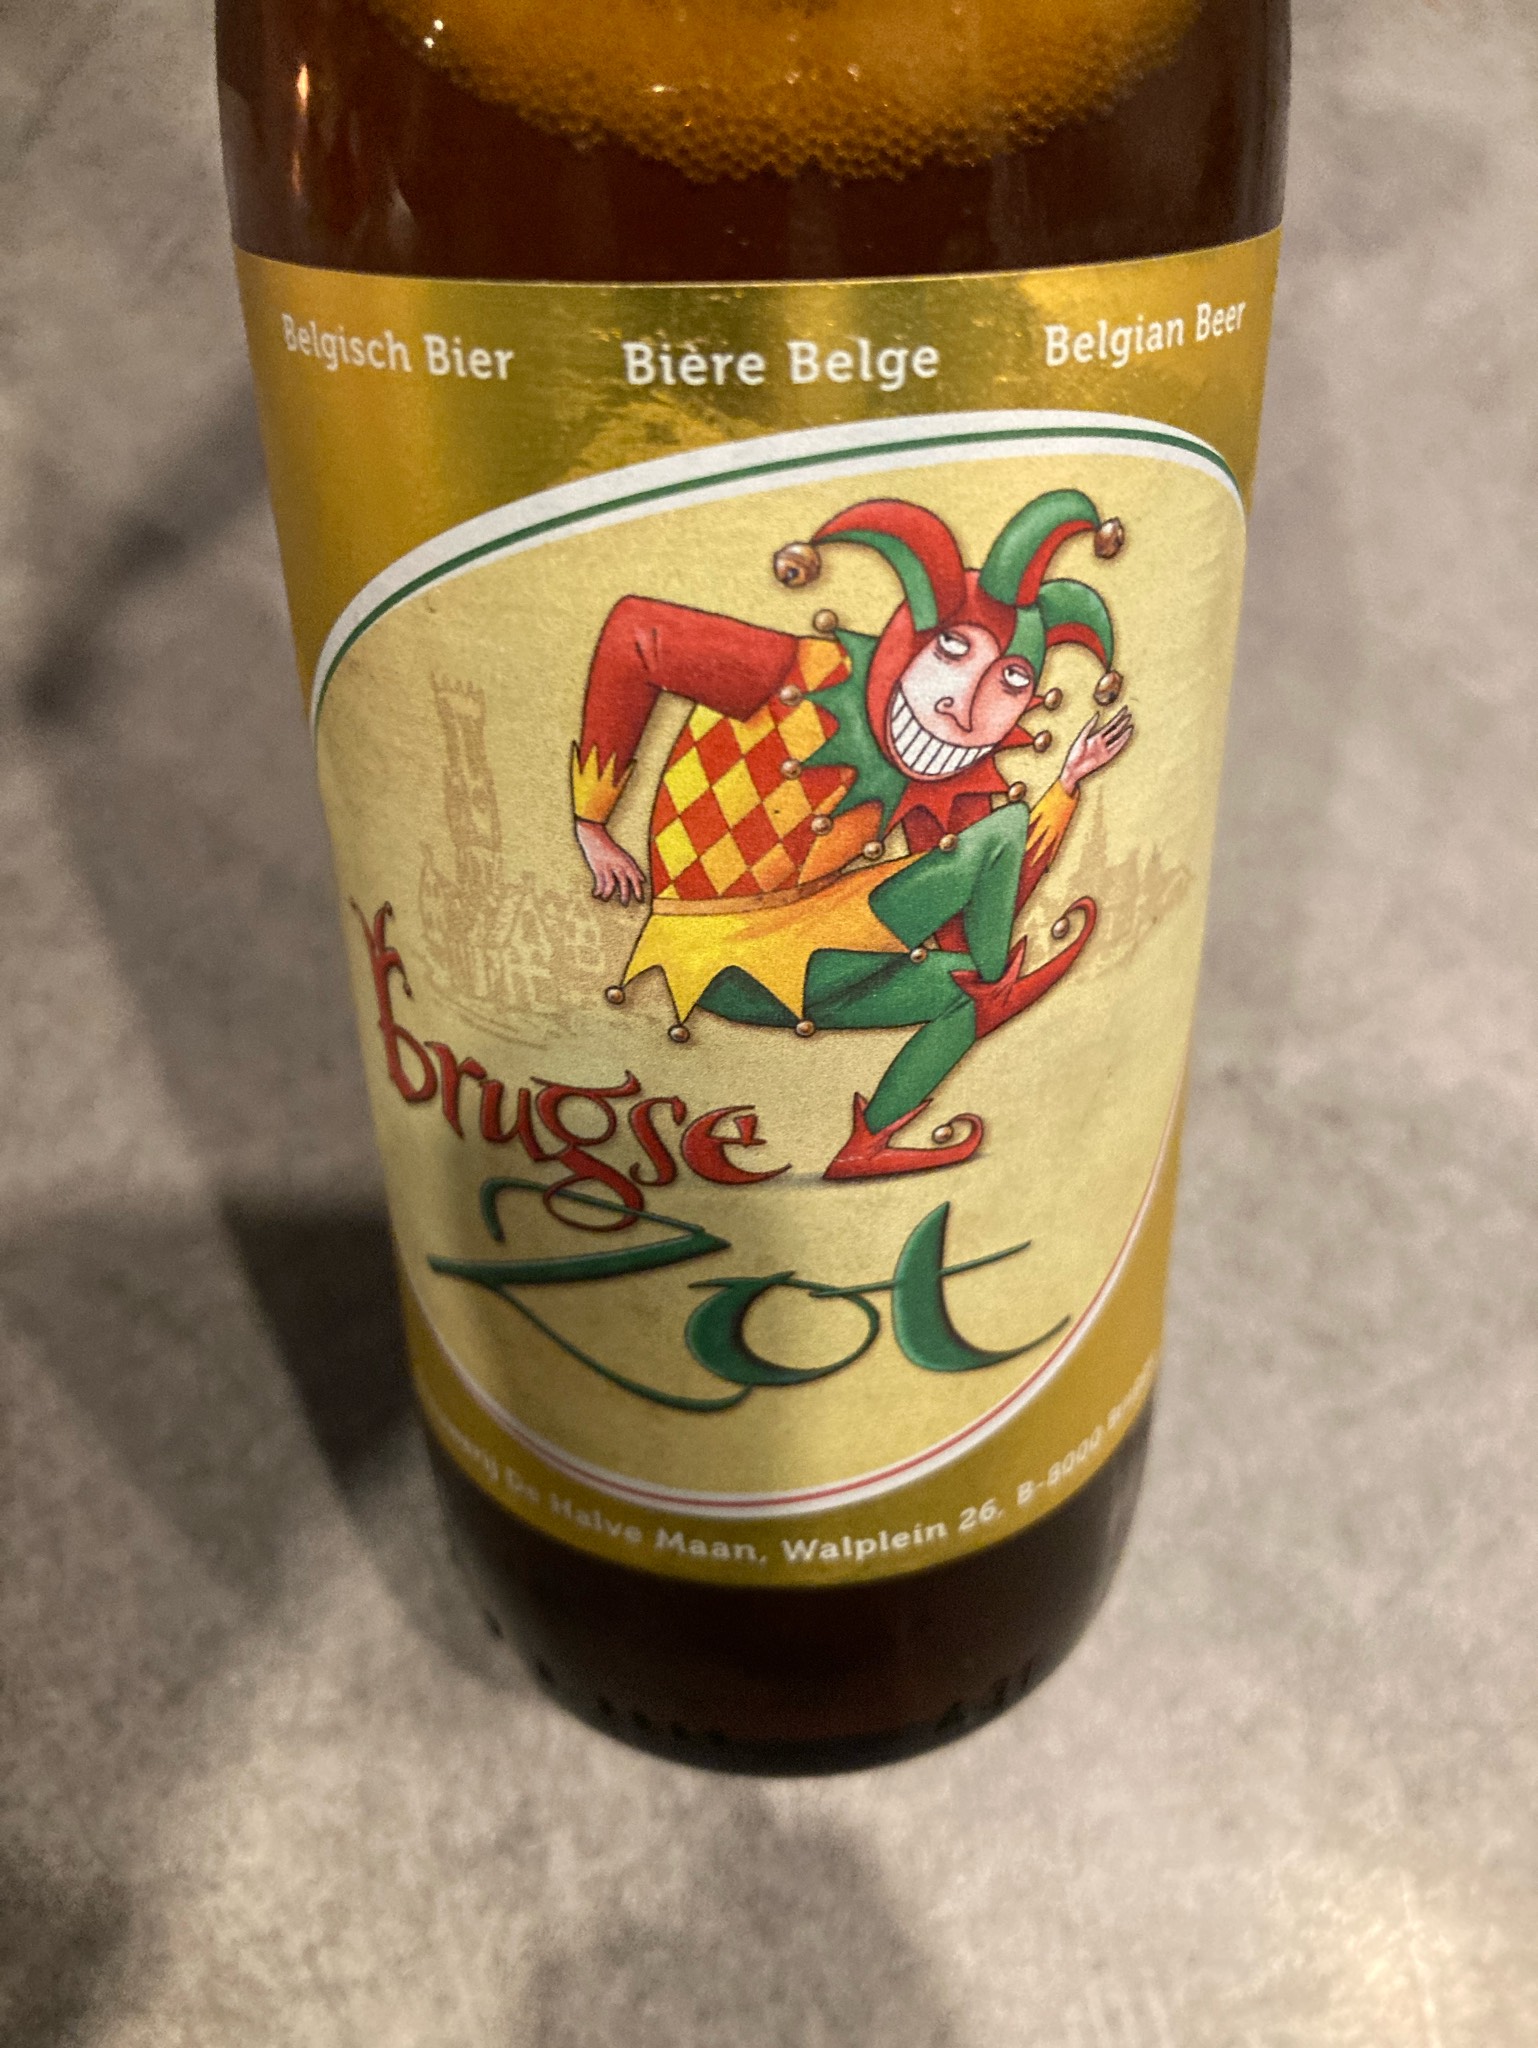 Belgisch Bier Bière Belge Belgian Beer
Brugse
Zot
De Halve Maan, Walplein 26, B-8000